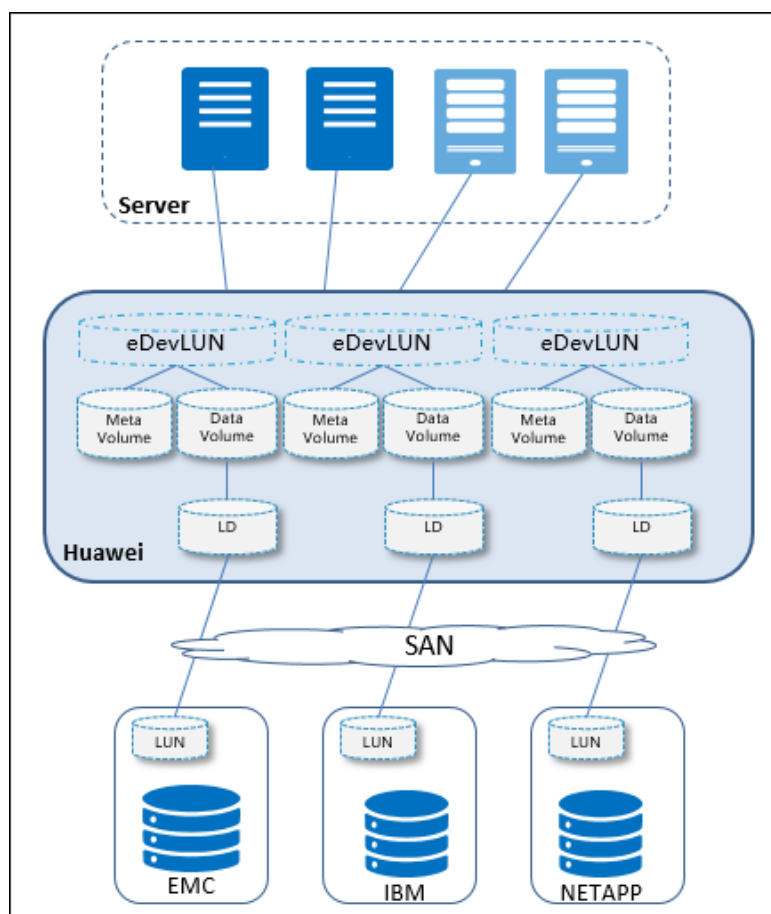 Server
eDevLUN
eDevLUN
eDevLUN
Meta
Volume
Data
Volume
Meta
Volume
Data
Volume
Meta
Volume
Data
Volume
LD
LD
LD
Huawei
SAN
LUN
LUN
LUN
EMC
IBM
NETAPP